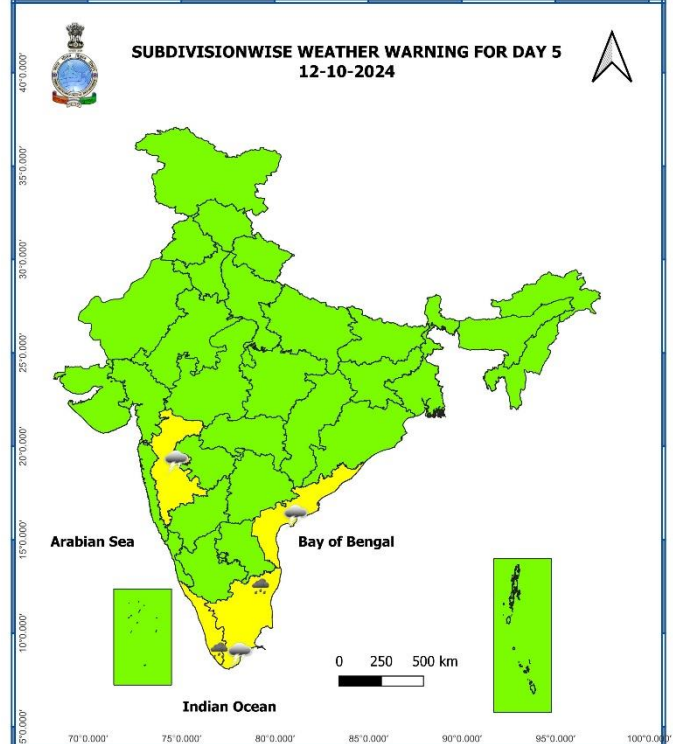 SUBDIVISIONWISE WEATHER WARNING FOR DAY 5
12-10-2024
40°0.000'
35°0.000'
30°0.000'
25°0.000'
20°0.000'
15°0.000'
10°0.000'
5°0.000'
Arabian Sea
Bay of Bengal
0 250 500 km
Indian Ocean
70°0.000' 75°0.000' 80°0.000' 85°0.000' 90°0.000' 95°0.000' 100°0.000'